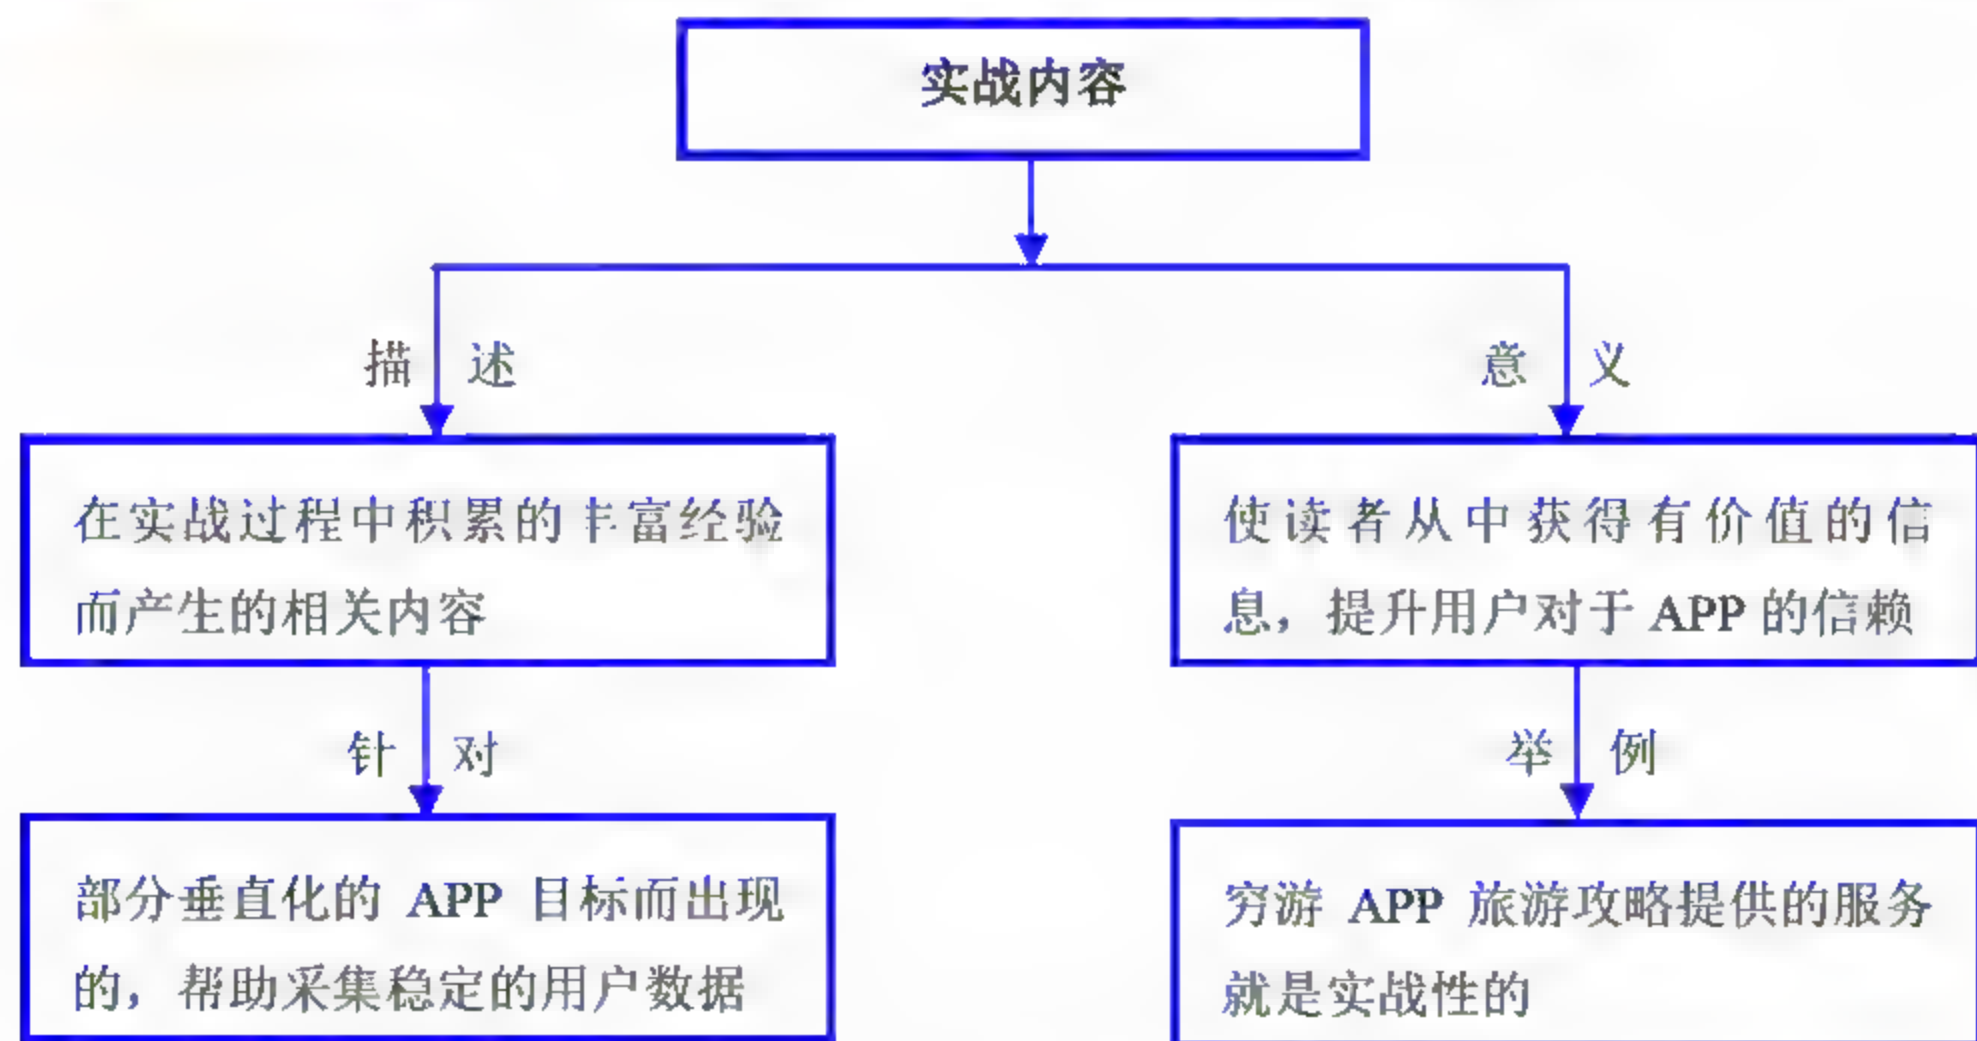 实战内容
描述
意义
在实战过程中积累的丰富经验
而产生的相关内容
使读者从中获得有价值的信
息，提升用户对于 APP 的信赖
针对
举例
部分垂直化的 APP 目标而出现
的，帮助采集稳定的用户数据
穷游 APP 旅游攻略提供的服务
就是实战性的